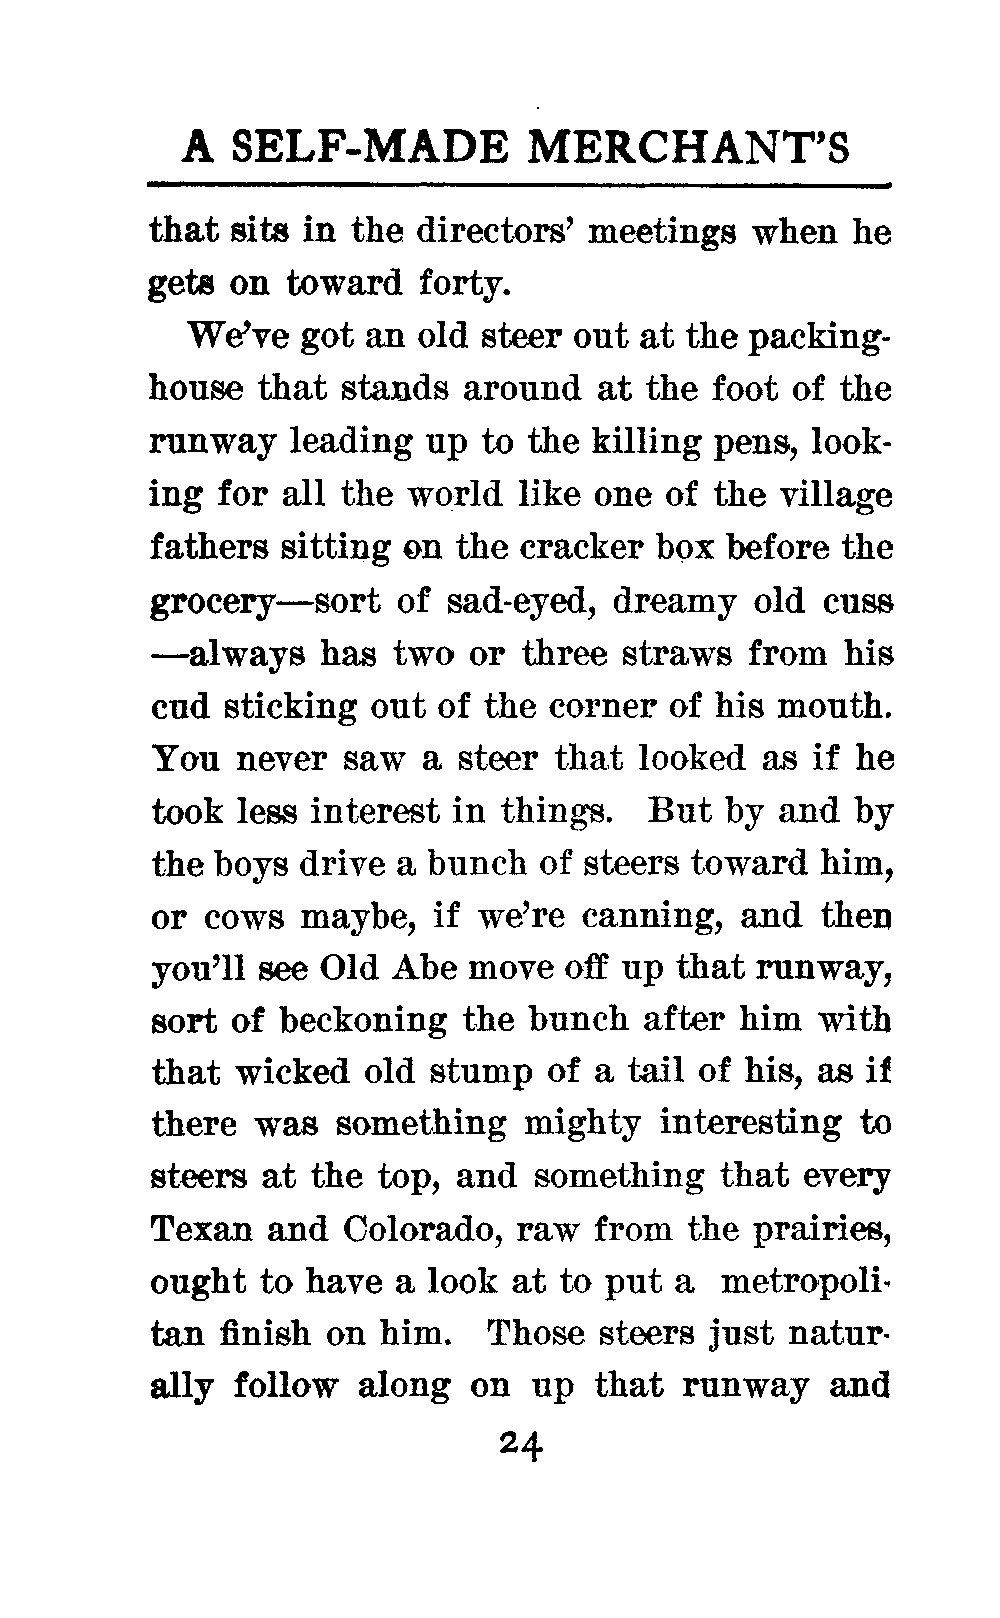 A SELF-MADE MERCHANT'S
that sits in the directors' meetings when he
gets on toward forty.
We've got an old steer out at the packing-
house that stands around at the foot of the
runway leading up to the killing pens, look-
ing for all the world like one of the village
fathers sitting on the cracker box before the
grocery—sort of sad-eyed, dreamy old cuss
—always has two or three straws from his
cud sticking out of the corner of his mouth.
You never saw a steer that looked as if he
took less interest in things. But by and by
the boys drive a bunch of steers toward him,
or cows maybe, if we're canning, and then
you'll see Old Abe move off up that runway,
sort of beckoning the bunch after him with
that wicked old stump of a tail of his, as if
there was something mighty interesting to
steers at the top, and something that every
Texan and Colorado, raw from the prairies,
ought to have a look at to put a metropoli-
tan finish on him. Those steers just natur-
ally follow along on up that runway and
24